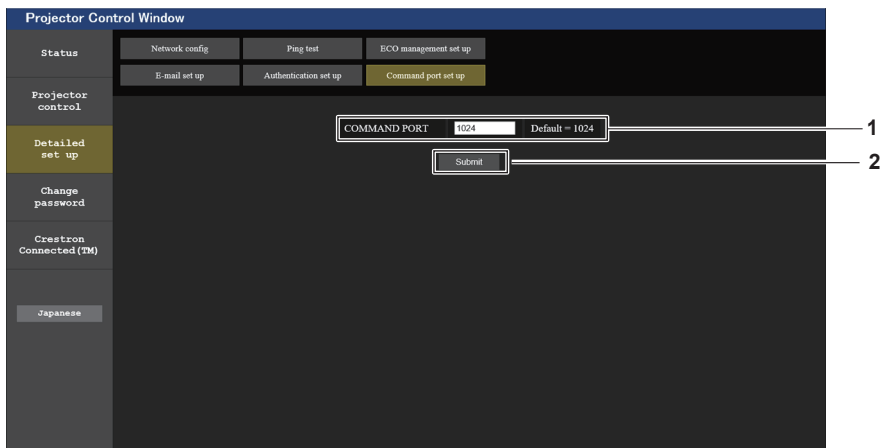 Projector Control Window
Status
Network config
Ping test
ECO management set up
E-mail set up
Authentication set up
Command port set up
Projector
control
Detailed
set up
Change
password
Crestron
Connected(TM)
Japanese
COMMAND PORT 1024 Default = 1024
1
Submit
2